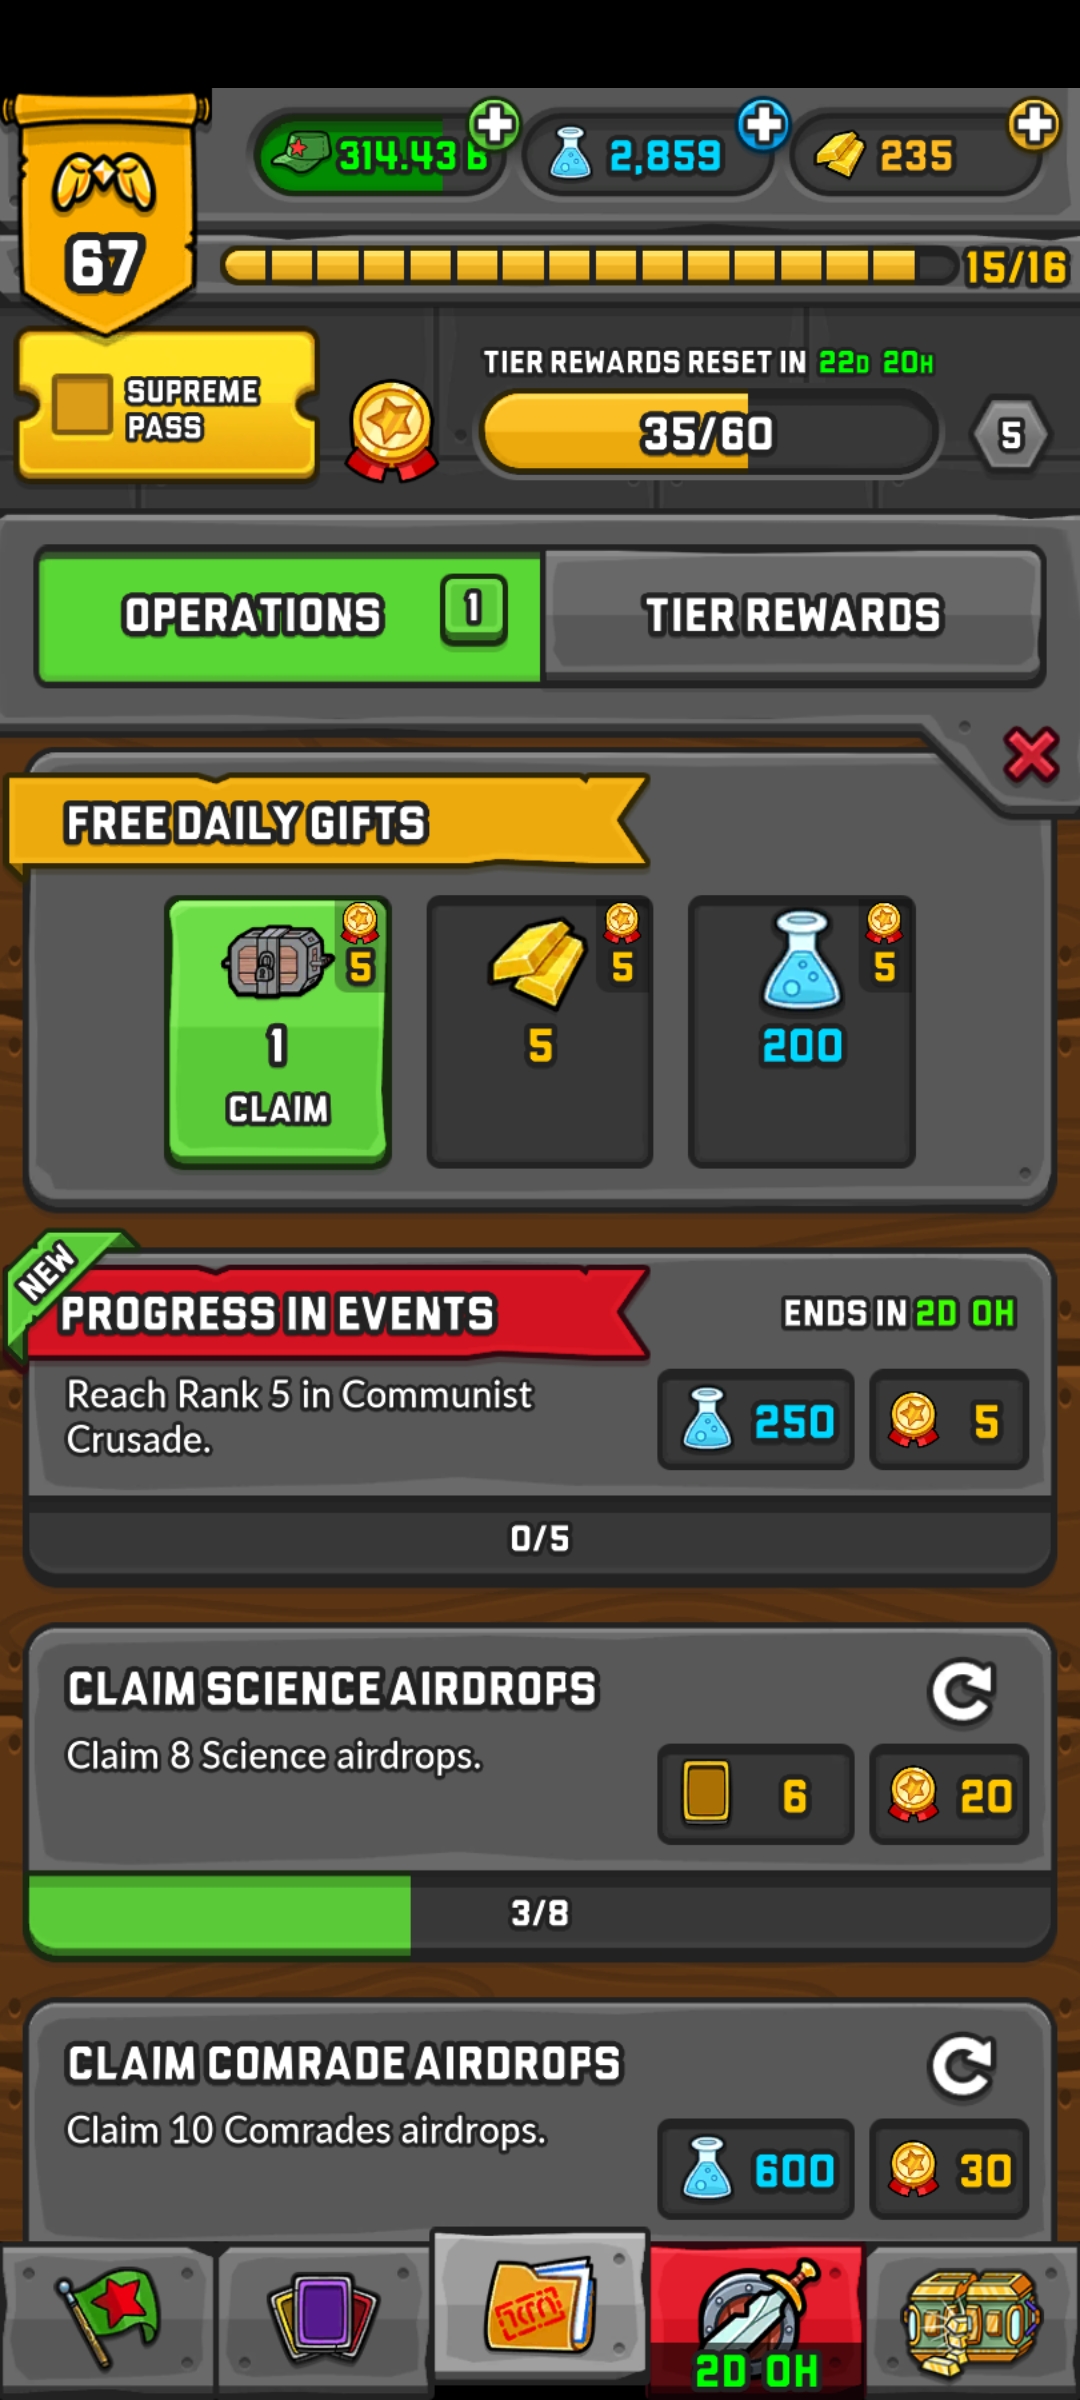 314.43 B
2,859
235
67
15/16
SUPREME
PASS
TIER REWARDS RESET IN 22D 20H
35/60
5
OPERATIONS 1
TIER REWARDS
FREE DAILY GIFTS
5
1
CLAIM
5
5
5
200
NEW
PROGRESS IN EVENTS
ENDS IN 2D 0H
Reach Rank 5 in Communist
Crusade.
250
5
0/5
CLAIM SCIENCE AIRDROPS
Claim 8 Science airdrops.
6
20
3/8
CLAIM COMRADE AIRDROPS
Claim 10 Comrades airdrops.
600
30
2D 0H